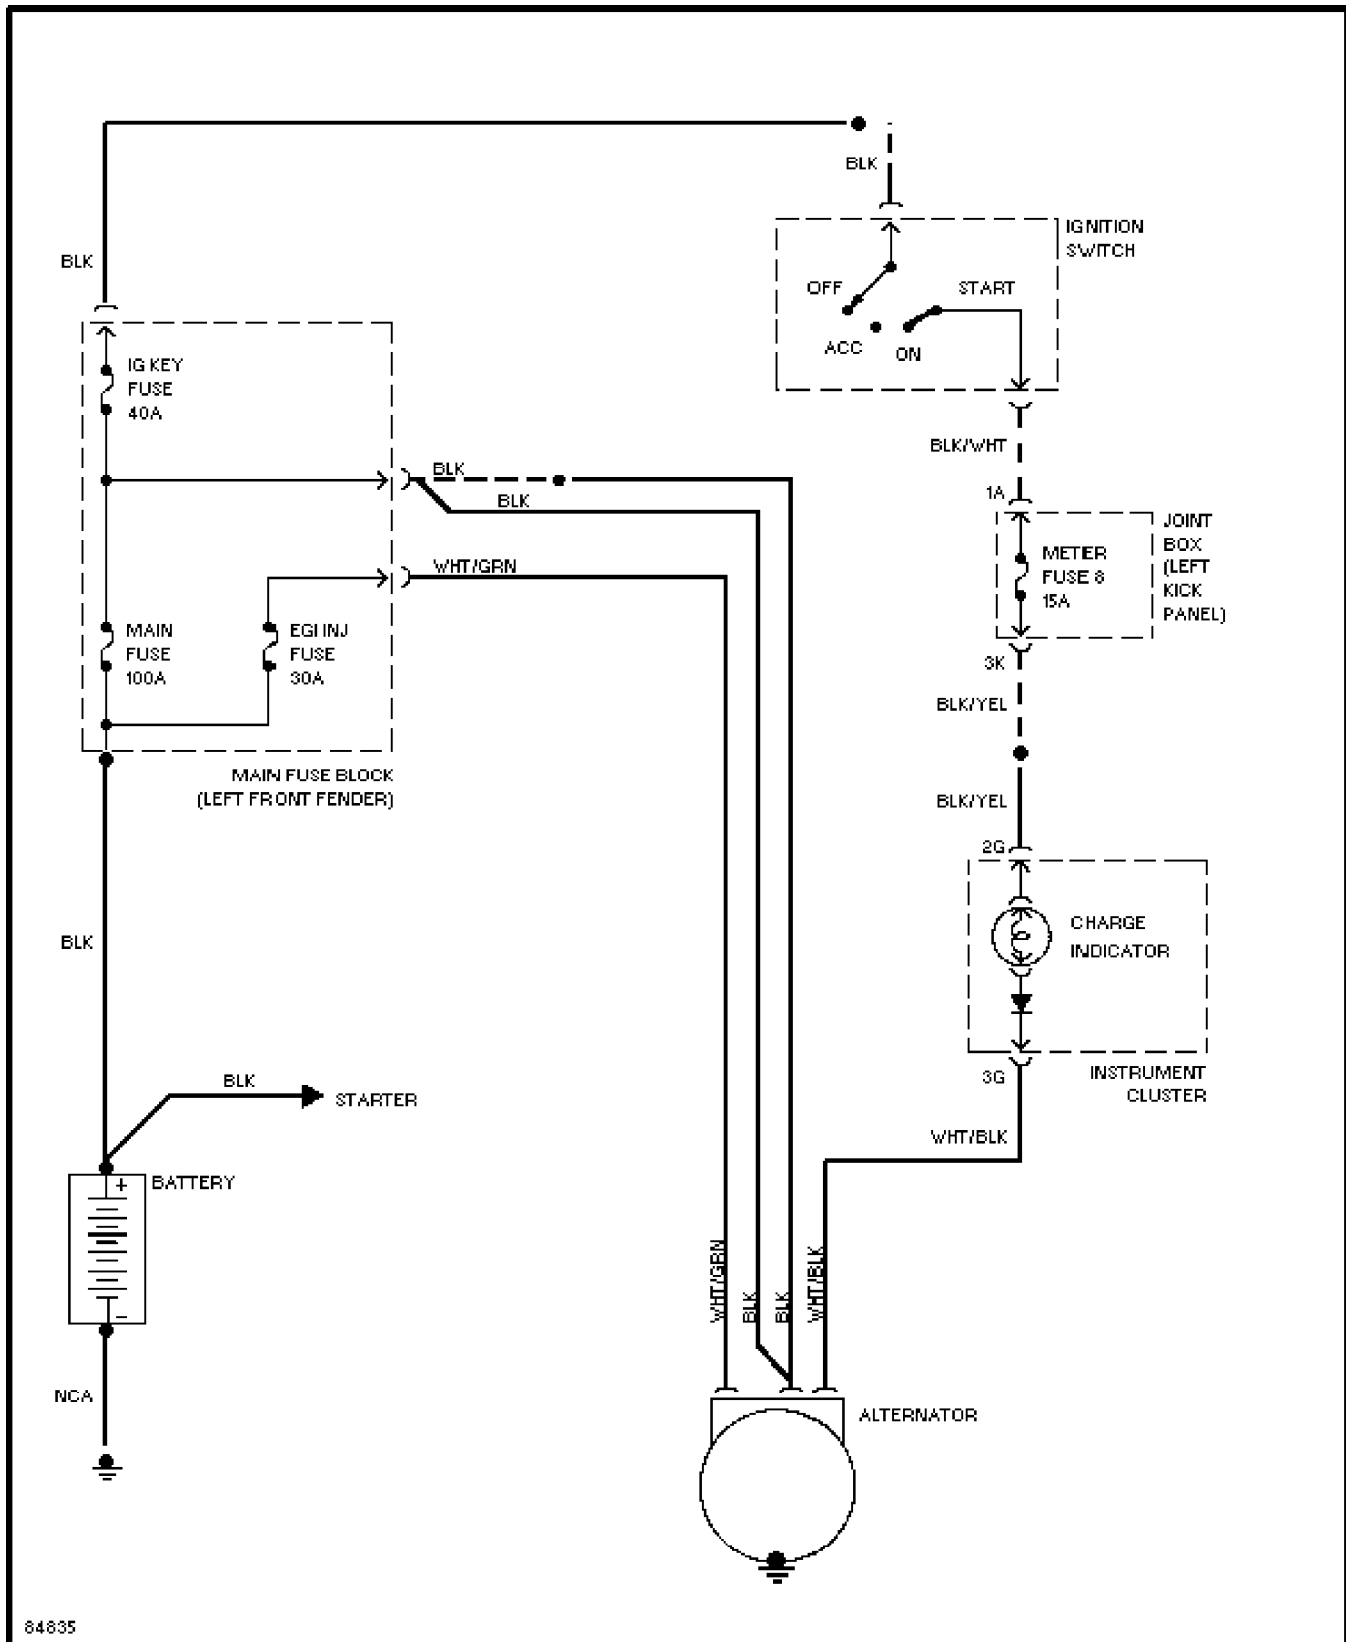 BLK
IGNITION
SWITCH
BLK
OFF
START
ACC
ON
IG KEY
FUSE
40A
BLK/WHT
BLK
1A
BLK
JOINT
BOX
(LEFT
KICK
PANEL)
METER
FUSE 8
15A
WHT/GRN
MAIN
FUSE
100A
EGI INJ
FUSE
30A
3K
BLK/YEL
MAIN FUSE BLOCK
(LEFT FRONT FENDER)
BLK/YEL
2G
CHARGE
INDICATOR
BLK
3G
INSTRUMENT
CLUSTER
BLK
STARTER
WHT/BLK
+
BATTERY
WHT/GRN
BLK
BLK
WHT/BLK
-
NCA
ALTERNATOR
84835